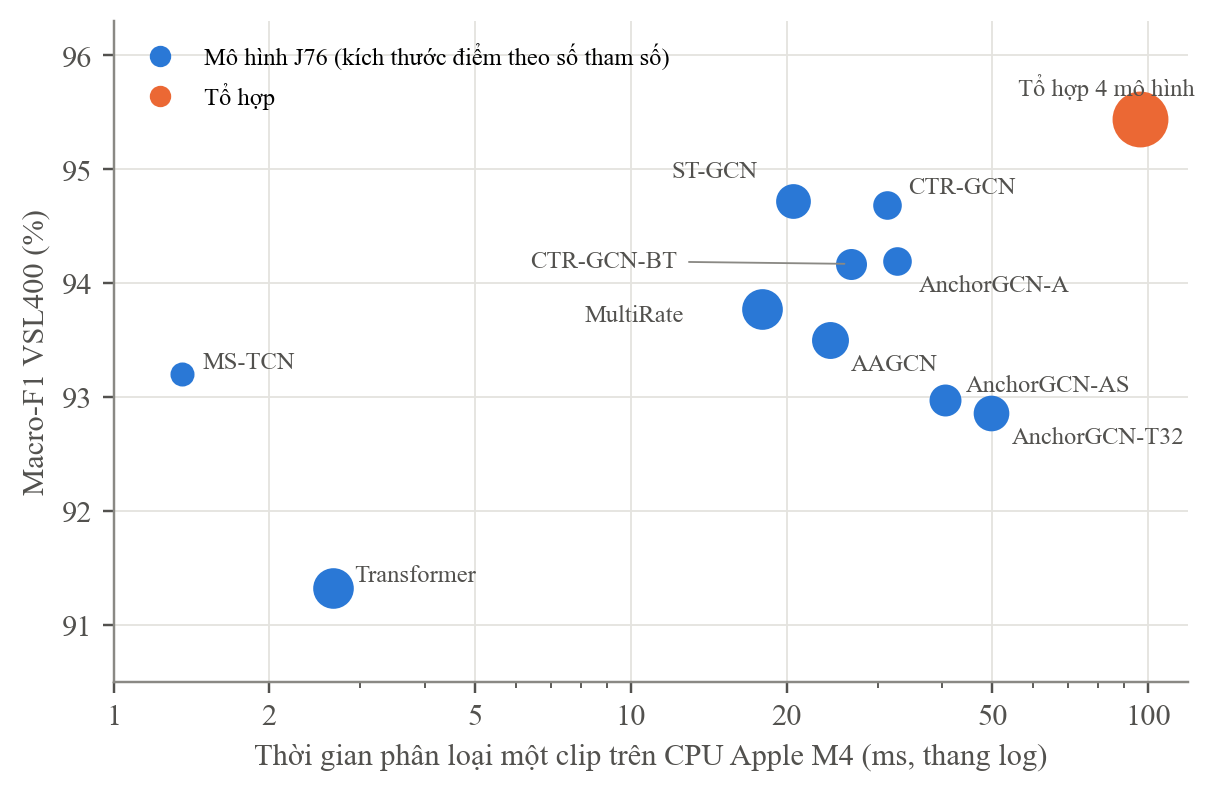 Mô hình J76 (kích thước điểm theo số tham số)
Tổ hợp
Tổ hợp 4 mô hình
ST-GCN
CTR-GCN
CTR-GCN-BT
AnchorGCN-A
MultiRate
MS-TCN
AAGCN
AnchorGCN-AS
AnchorGCN-T32
Transformer
Macro-F1 VSL400 (%)
96
95
94
93
92
91
1 2 5 10 20 50 100
Thời gian phân loại một clip trên CPU Apple M4 (ms, thang log)